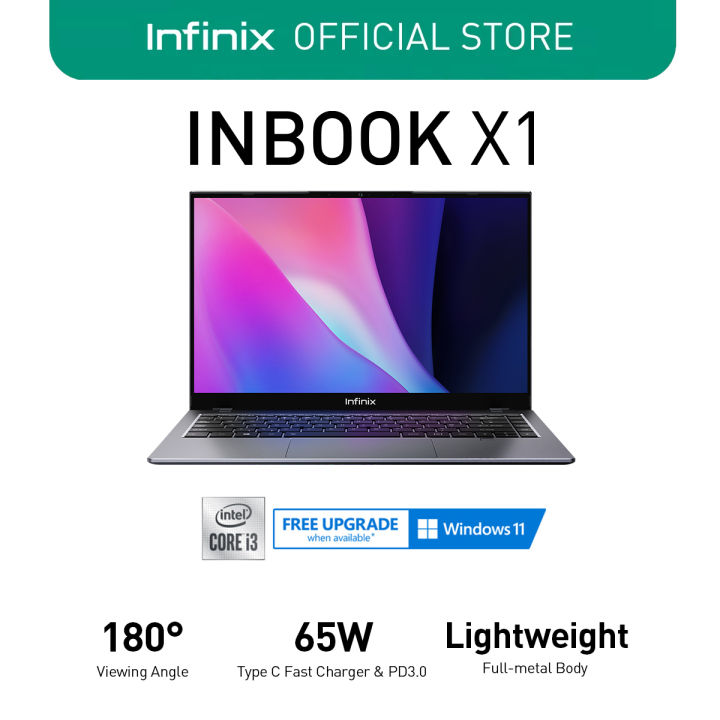 Infinix OFFICIAL STORE
INBOOK X1
Infinix
intel
CORE i3
FREE UPGRADE
when available*
Windows 11
180°
Viewing Angle
65W
Type C Fast Charger & PD3.0
Lightweight
Full-metal Body